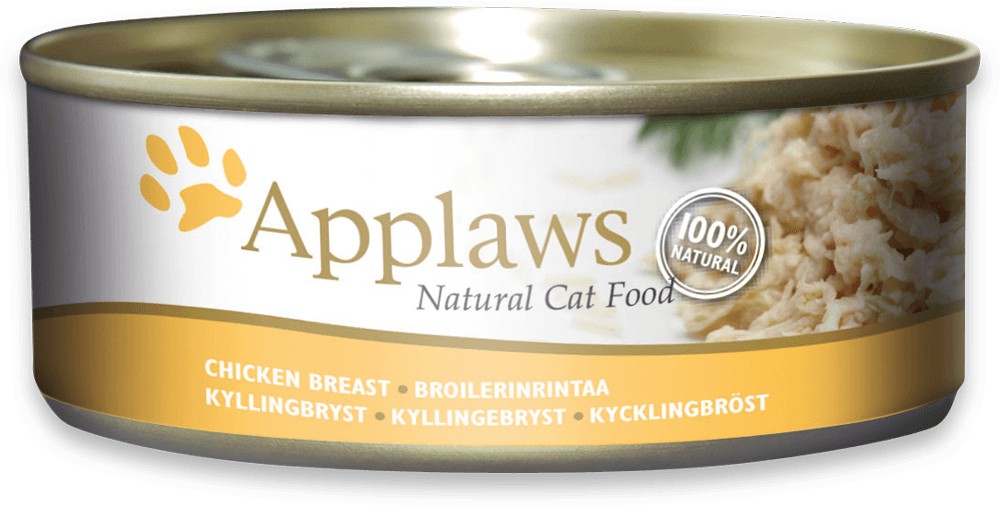 Applaws
100%
NATURAL
Natural Cat Food
CHICKEN BREAST • BROILERINRINTAA
KYLLINGBRYST • KYLLINGEBRYST • KYCKLINGBRÖST